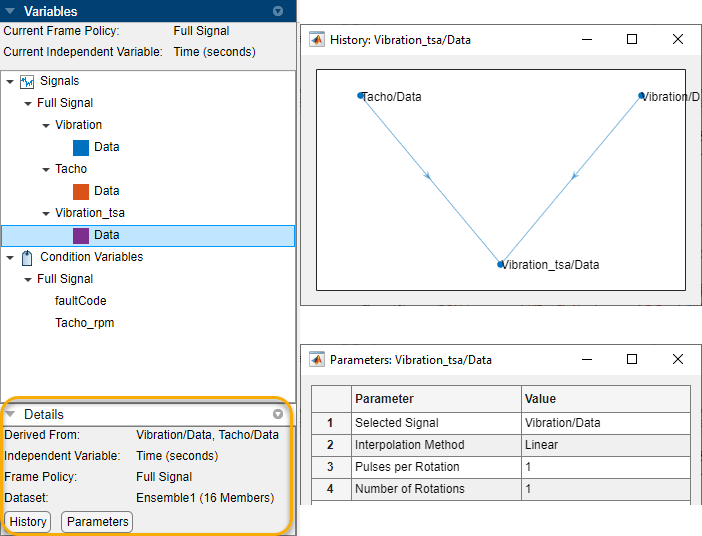 Variables
Current Frame Policy: Full Signal
Current Independent Variable: Time (seconds)
Signals
Full Signal
Vibration
Data
Tacho
Data
Vibration_tsa
Data
Condition Variables
Full Signal
faultCode
Tacho_rpm
Details
Derived From: Vibration/Data, Tacho/Data
Independent Variable: Time (seconds)
Frame Policy: Full Signal
Dataset: Ensemble1 (16 Members)
History Parameters
History: Vibration_tsa/Data
Tacho/Data Vibration/D
Vibration_tsa/Data
Parameters: Vibration_tsa/Data
Parameter Value
1 Selected Signal Vibration/Data
2 Interpolation Method Linear
3 Pulses per Rotation 1
4 Number of Rotations 1